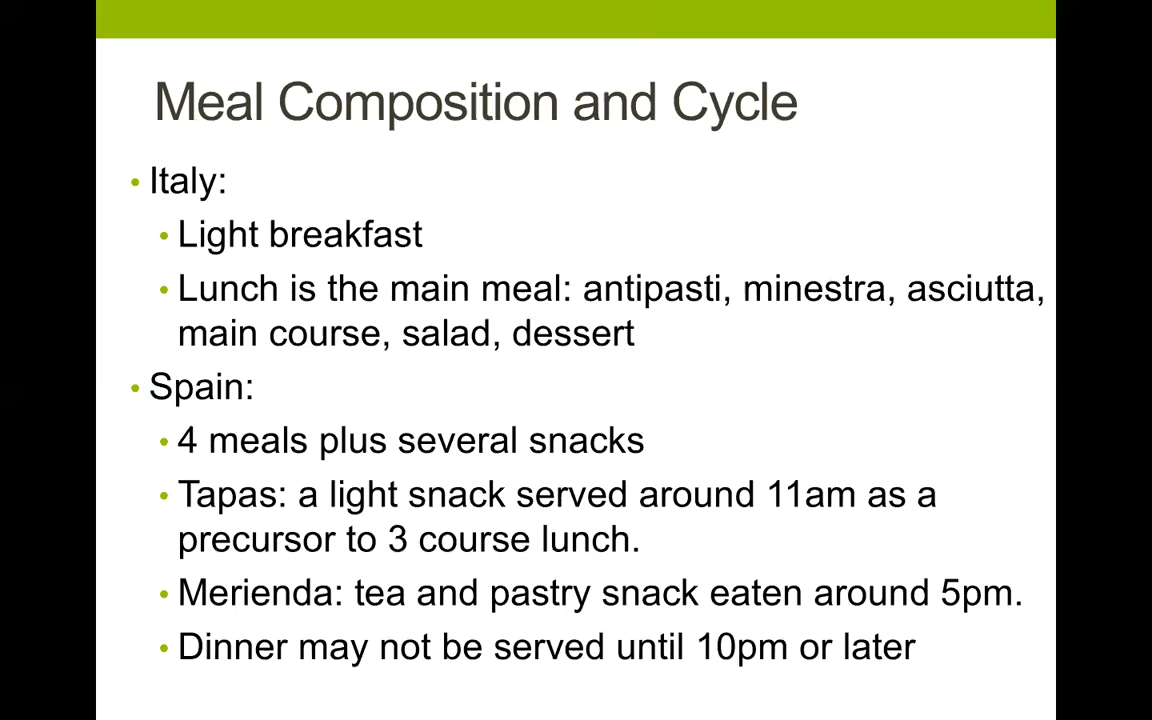 Meal Composition and Cycle
• Italy:
• Light breakfast
• Lunch is the main meal: antipasti, minestra, asciutta,
main course, salad, dessert
• Spain:
• 4 meals plus several snacks
• Tapas: a light snack served around 11am as a
precursor to 3 course lunch.
• Merienda: tea and pastry snack eaten around 5pm.
• Dinner may not be served until 10pm or later